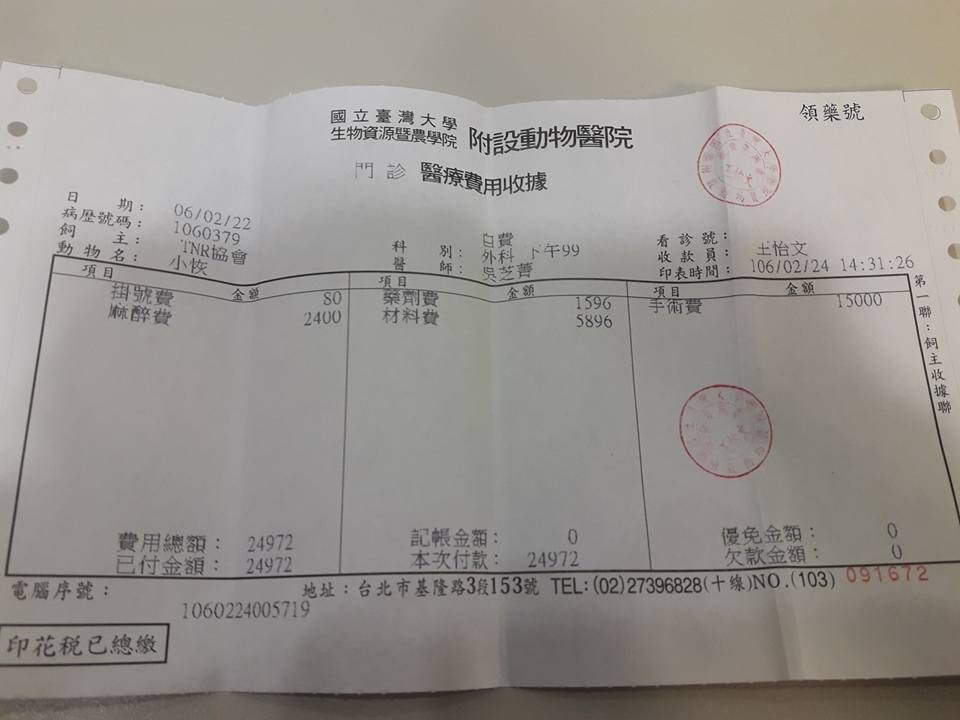 國立臺灣大學
生物資源暨農學院 附設動物醫院
領藥號
門診 醫療費用收據
日期： 06/02/22
病歷號碼： 1060379
飼主： TNR協會
動物名： 小恢
科別： 自費
外科 下午99
醫師： 吳芝菁
看診號：
收款員： 王怡文
印表時間： 106/02/24 14:31:26
項目 金額 項目 金額 項目 金額
掛號費 80 藥劑費 1596 手術費 15000
麻醉費 2400 材料費 5896
第一聯：飼主收據聯
費用總額： 24972 記帳金額： 0 優免金額： 0
已付金額： 24972 本次付款： 24972 欠款金額： 0
電腦序號： 1060224005719
地址：台北市基隆路3段153號 TEL:(02)27396828(十線)NO.(103) 091672
印花稅已總繳